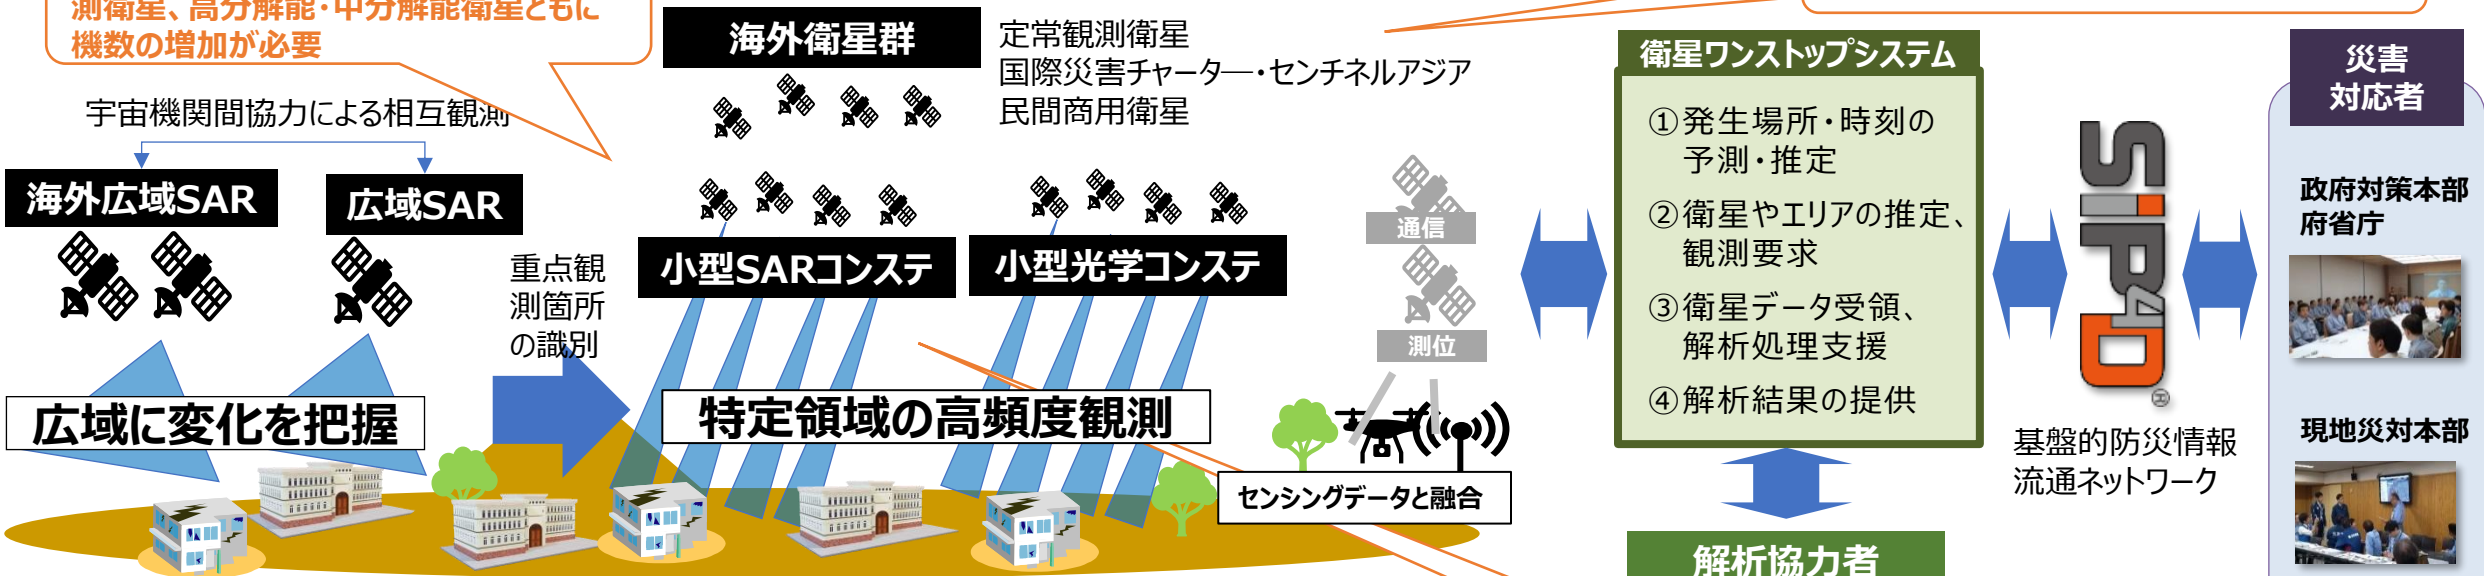 測衛星、高分解能・中分解能衛星ともに
機数の増加が必要
宇宙機関間協力による相互観測
海外広域SAR
広域SAR
広域に変化を把握
重点観
測箇所
の識別
海外衛星群
定常観測衛星
国際災害チャーター・センチネルアジア
民間商用衛星
小型SARコンステ
小型光学コンステ
特定領域の高頻度観測
通信
測位
センシングデータと融合
衛星ワンストップシステム
①発生場所・時刻の
予測・推定
②衛星やエリアの推定、
観測要求
③衛星データ受領、
解析処理支援
④解析結果の提供
解析協力者
SiP4D®
基盤的防災情報
流通ネットワーク
災害
対応者
政府対策本部
府省庁
現地災対本部